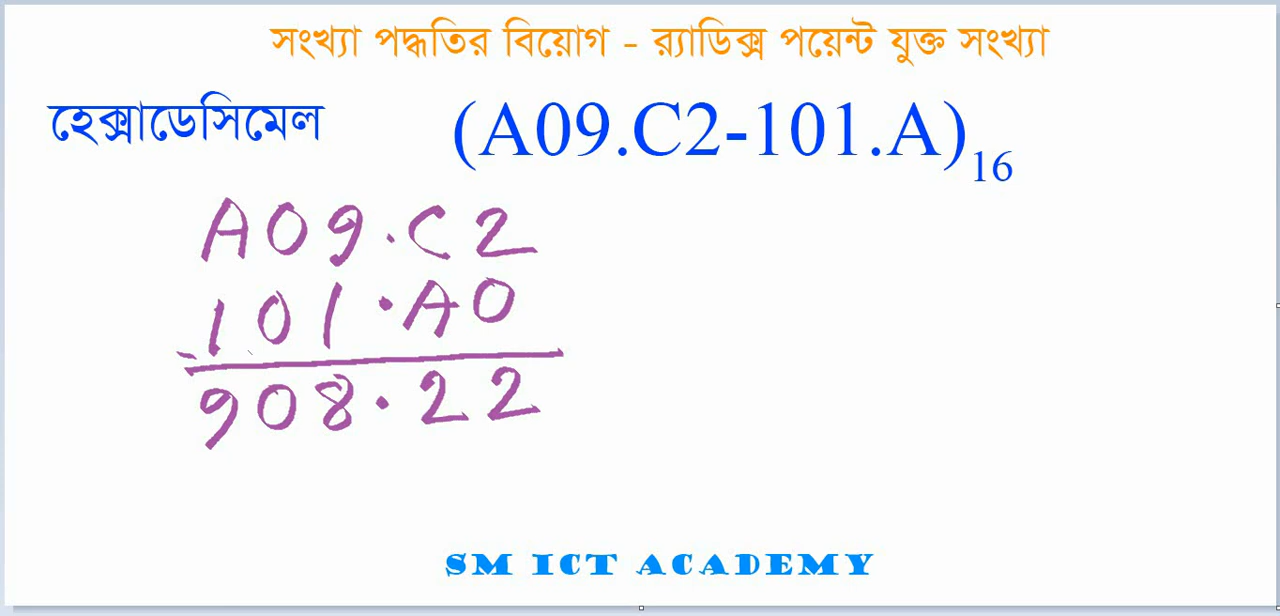 সংখ্যা পদ্ধতির বিয়োগ - র‍্যাডিক্স পয়েন্ট যুক্ত সংখ্যা
হেক্সাডেসিমেল (A09.C2-101.A)16
A09.C2
101.A0
908.22
SM ICT ACADEMY